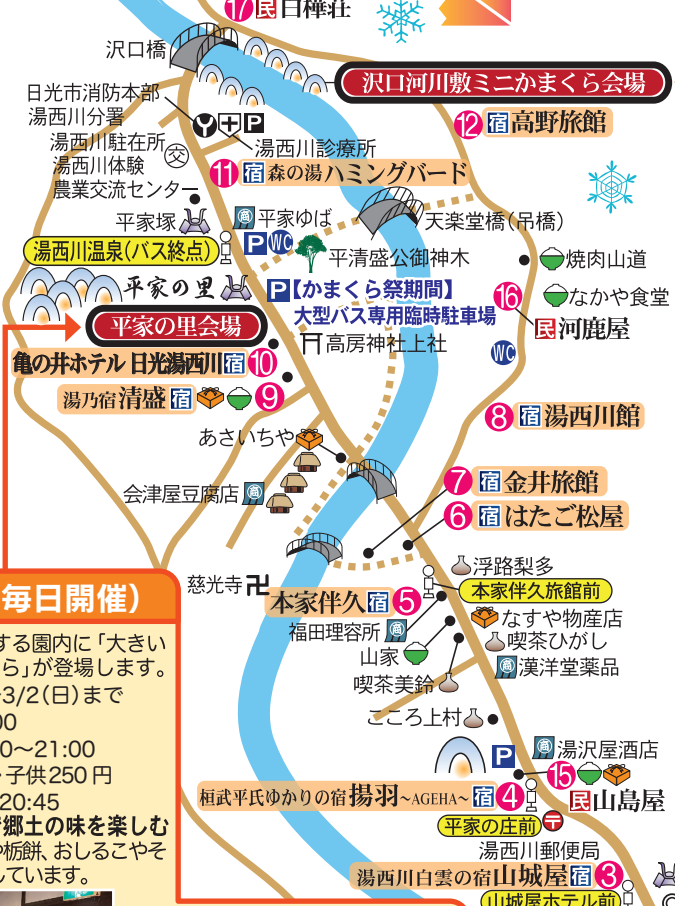 17 民 白樺荘
沢口橋
沢口河川敷ミニかまくら会場
日光市消防本部
湯西川分署
湯西川駐在所
交
湯西川体験
農業交流センター
P
湯西川診療所
12 宿 高野旅館
11 宿 森の湯ハミングバード
平家塚
商 平家ゆば
天楽堂橋(吊橋)
湯西川温泉(バス終点)
P WC
平清盛公御神木
焼肉山道
平家の里
P【かまくら祭期間】
大型バス専用臨時駐車場
16
なかや食堂
民 河鹿屋
平家の里会場
高房神社上社
WC
亀の井ホテル 日光湯西川 宿 10
湯乃宿 清盛 宿 9
8 宿 湯西川館
あさいちや
会津屋豆腐店 商
7 宿 金井旅館
6 宿 はたご松屋
慈光寺 卍
浮路梨多
本家伴久旅館前
本家伴久 宿 5
なすや物産店
福田理容所 商
喫茶ひがし
山家
商 漢洋堂薬品
喫茶美鈴
こころ上村
P
商 湯沢屋酒店
15
民 山島屋
桓武平氏ゆかりの宿 揚羽~AGEHA~ 宿 4
平家の庄前 〒
湯西川郵便局
湯西川白雲の宿 山城屋 宿 3
山城屋ホテル前
毎日開催)
する園内に「大きい
ら」が登場します。
3/2(日)まで
00
0~21:00
・子供250円
20:45
郷土の味を楽しむ
や栃餅、おしるこやそ
しています。